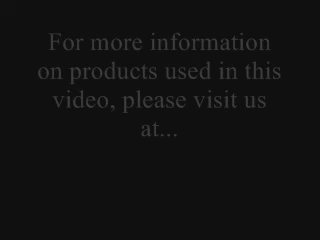 For more information
on products used in this
video, please visit us
at...